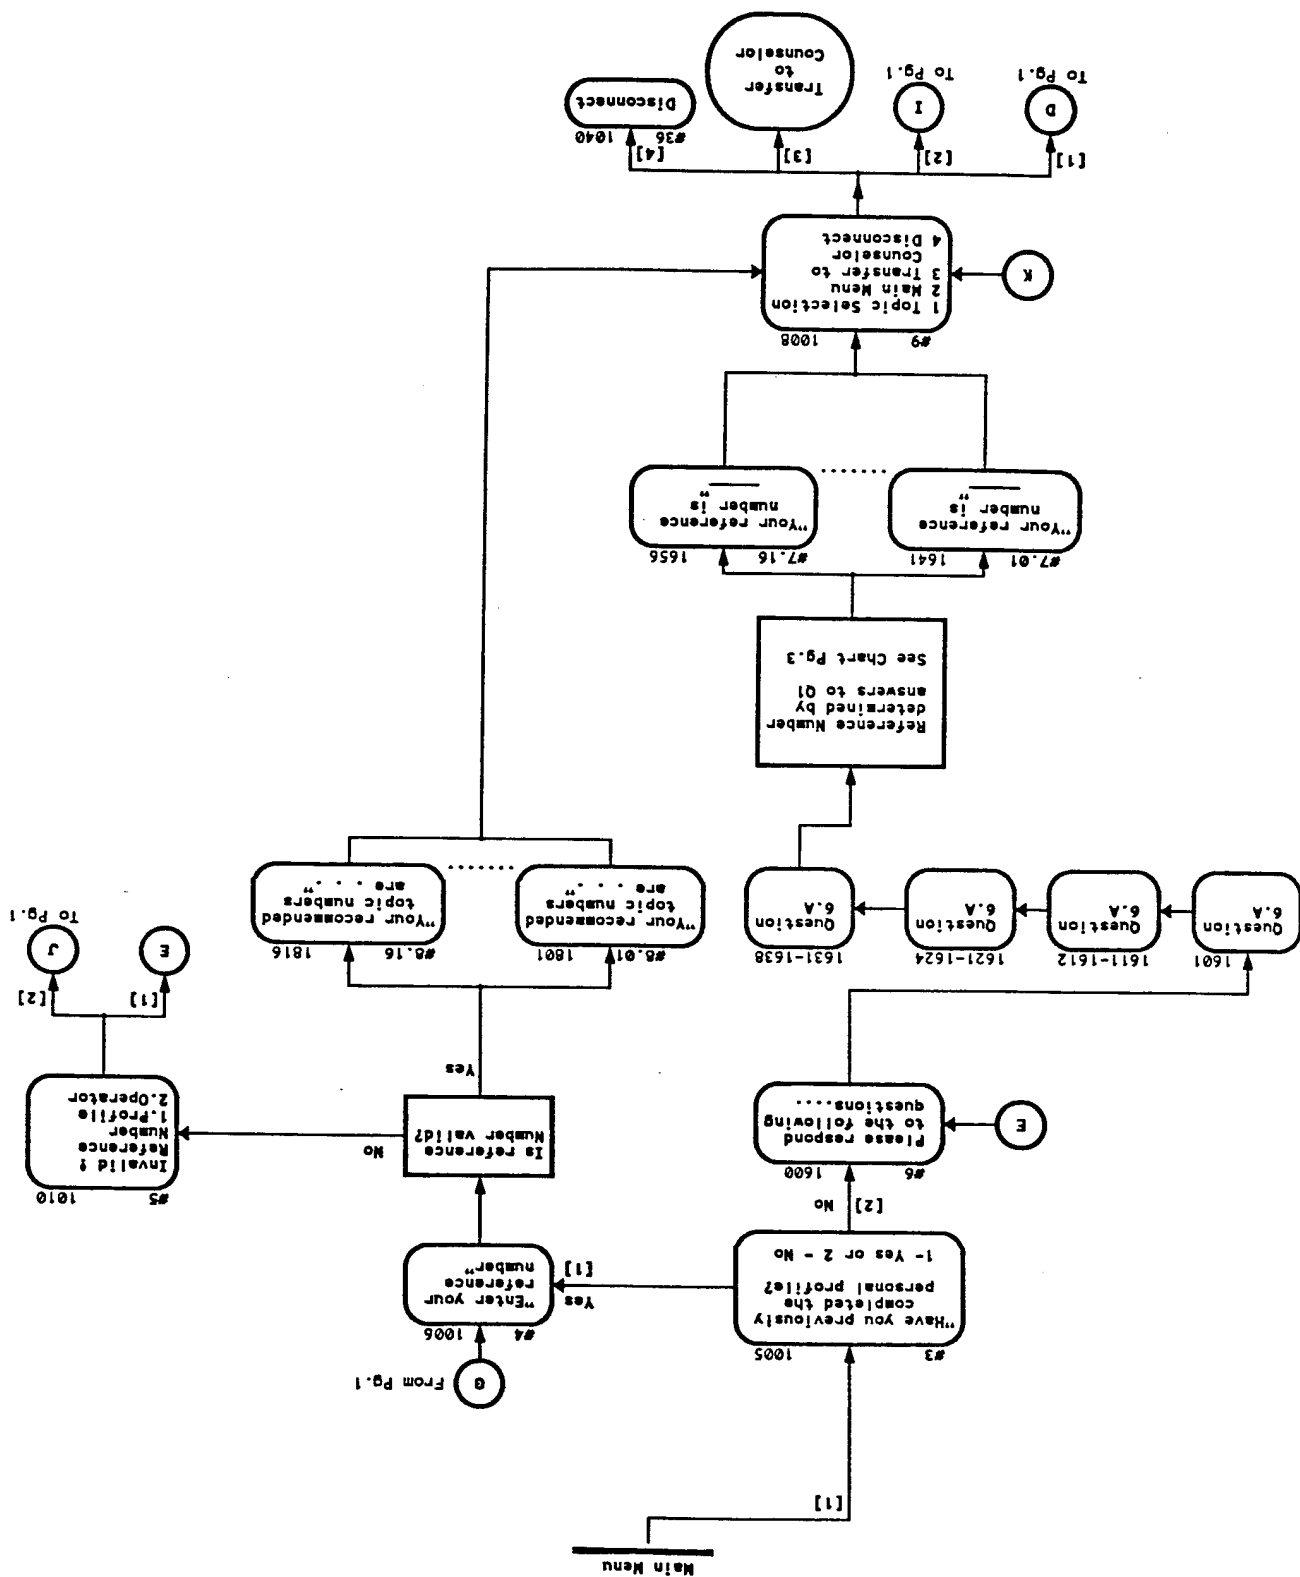 Main Menu
[1]
#3
1005
"Have you previously
completed the
personal profile?
1- Yes or 2 - No
Yes
[1]
G
From Pg.1
#4
1006
"Enter your
reference
number"
[2]
No
#6
1600
Please respond
to the following
questions....
E
Is reference
Number valid?
No
Yes
#5
1010
Invalid !
Reference
Number
1.Profile
2.Operator
[1]
[2]
E
J
To Pg.1
1601
Question
6.A
1611-1612
Question
6.A
1621-1624
Question
6.A
1631-1638
Question
6.A
#8.01
1801
"Your recommended
topic numbers
are . . ."
.......
#8.16
1816
"Your recommended
topic numbers
are . . ."
Reference Number
determined by
answers to Q1
See Chart Pg.3
#7.01
1641
"Your reference
number is
____"
.......
#7.16
1656
"Your reference
number is
____"
#9
1008
1 Topic Selection
2 Main Menu
3 Transfer to
Counselor
4 Disconnect
K
[1]
[2]
[3]
[4]
D
To Pg.1
I
To Pg.1
Transfer
to
Counselor
#36
1040
Disconnect